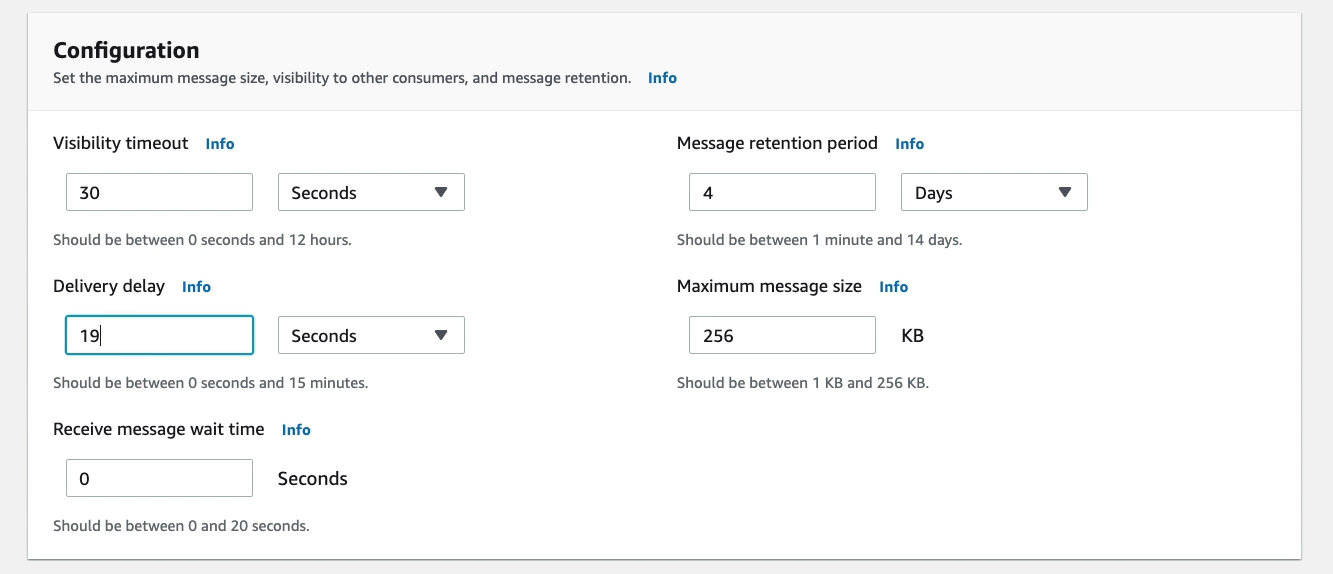 Configuration
Set the maximum message size, visibility to other consumers, and message retention. Info
Visibility timeout Info
30 Seconds
Should be between 0 seconds and 12 hours.
Message retention period Info
4 Days
Should be between 1 minute and 14 days.
Delivery delay Info
19 Seconds
Should be between 0 seconds and 15 minutes.
Maximum message size Info
256 KB
Should be between 1 KB and 256 KB.
Receive message wait time Info
0 Seconds
Should be between 0 and 20 seconds.